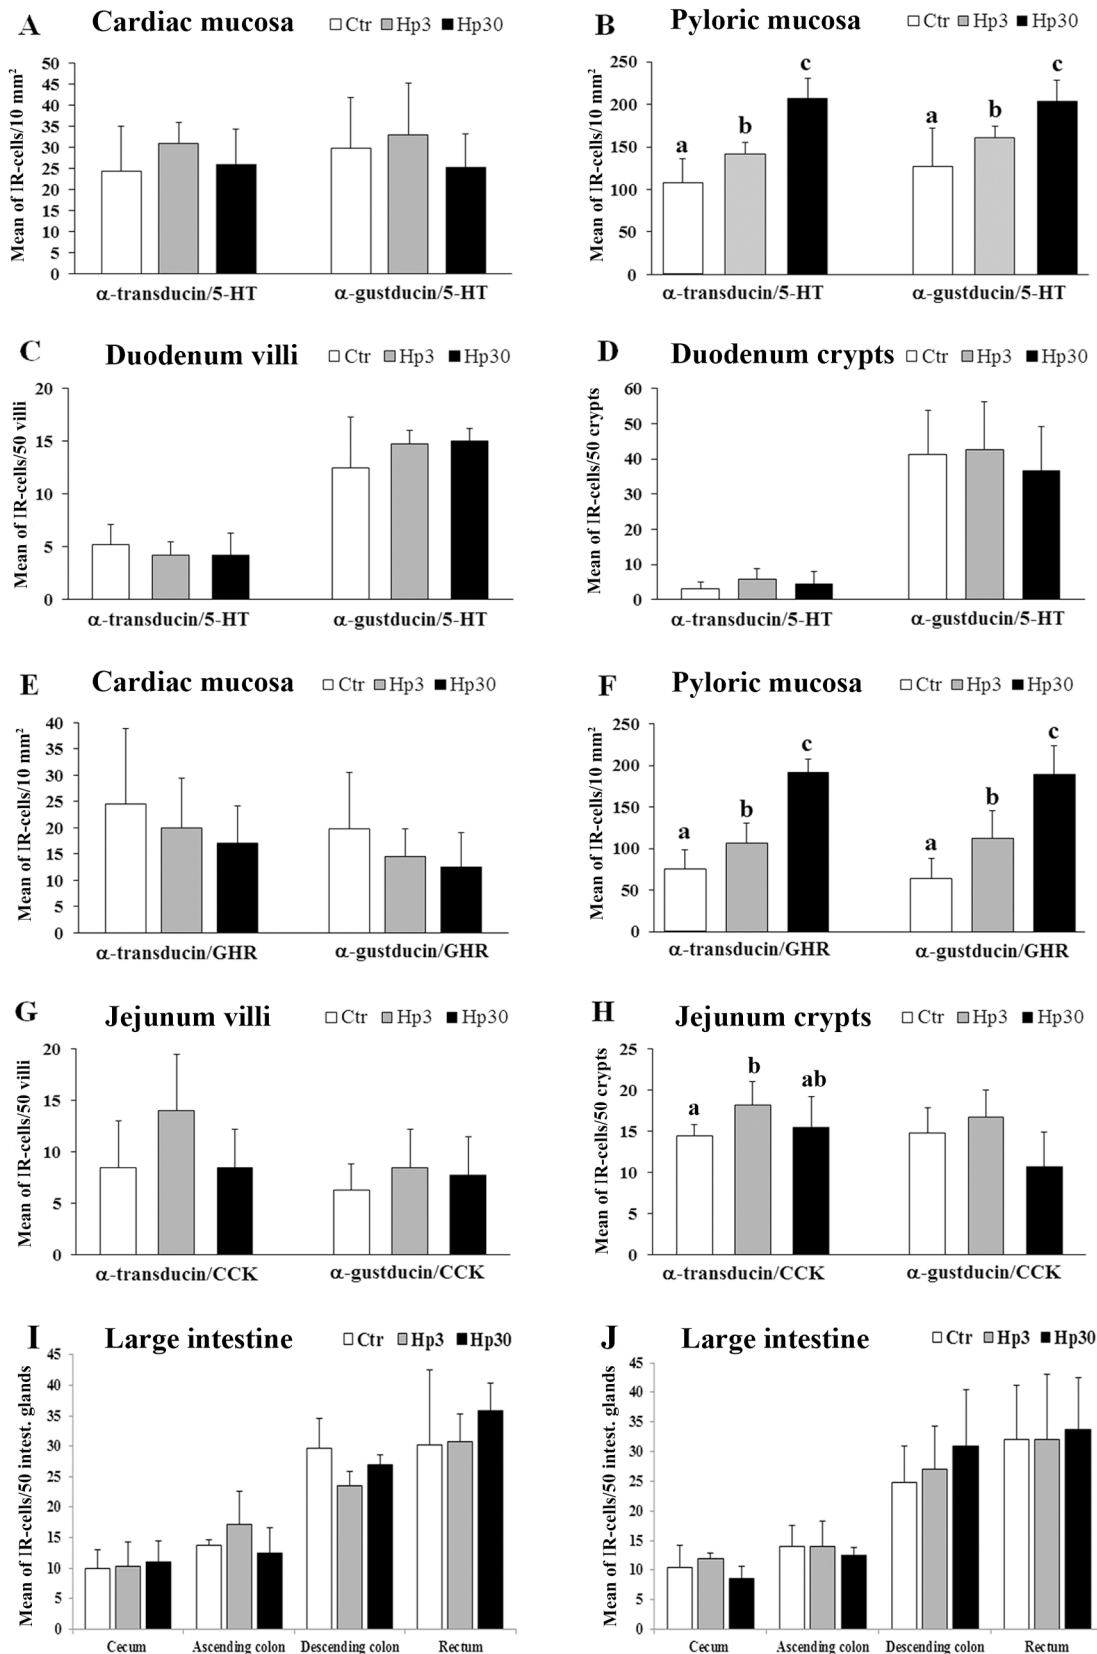 A Cardiac mucosa Ctr Hp3 Hp30
Mean of IR-cells/10 mm²
50
45
40
35
30
25
20
15
10
5
0
α-transducin/5-HT α-gustducin/5-HT
B Pyloric mucosa Ctr Hp3 Hp30
Mean of IR-cells/10 mm²
250
200
150
100
50
0
a b c a b c
α-transducin/5-HT α-gustducin/5-HT
C Duodenum villi Ctr Hp3 Hp30
Mean of IR-cells/50 villi
20
15
10
5
0
α-transducin/5-HT α-gustducin/5-HT
D Duodenum crypts Ctr Hp3 Hp30
Mean of IR-cells/50 crypts
60
50
40
30
20
10
0
α-transducin/5-HT α-gustducin/5-HT
E Cardiac mucosa Ctr Hp3 Hp30
Mean of IR-cells/10 mm²
40
35
30
25
20
15
10
5
0
α-transducin/GHR α-gustducin/GHR
F Pyloric mucosa Ctr Hp3 Hp30
Mean of IR-cells/10 mm²
250
200
150
100
50
0
a b c a b c
α-transducin/GHR α-gustducin/GHR
G Jejunum villi Ctr Hp3 Hp30
Mean of IR-cells/50 villi
20
15
10
5
0
α-transducin/CCK α-gustducin/CCK
H Jejunum crypts Ctr Hp3 Hp30
Mean of IR-cells/50 crypts
25
20
15
10
5
0
a b ab
α-transducin/CCK α-gustducin/CCK
I Large intestine Ctr Hp3 Hp30
Mean of IR-cells/50 intest. glands
45
40
35
30
25
20
15
10
5
0
Cecum Ascending colon Descending colon Rectum
J Large intestine Ctr Hp3 Hp30
Mean of IR-cells/50 intest. glands
45
40
35
30
25
20
15
10
5
0
Cecum Ascending colon Descending colon Rectum